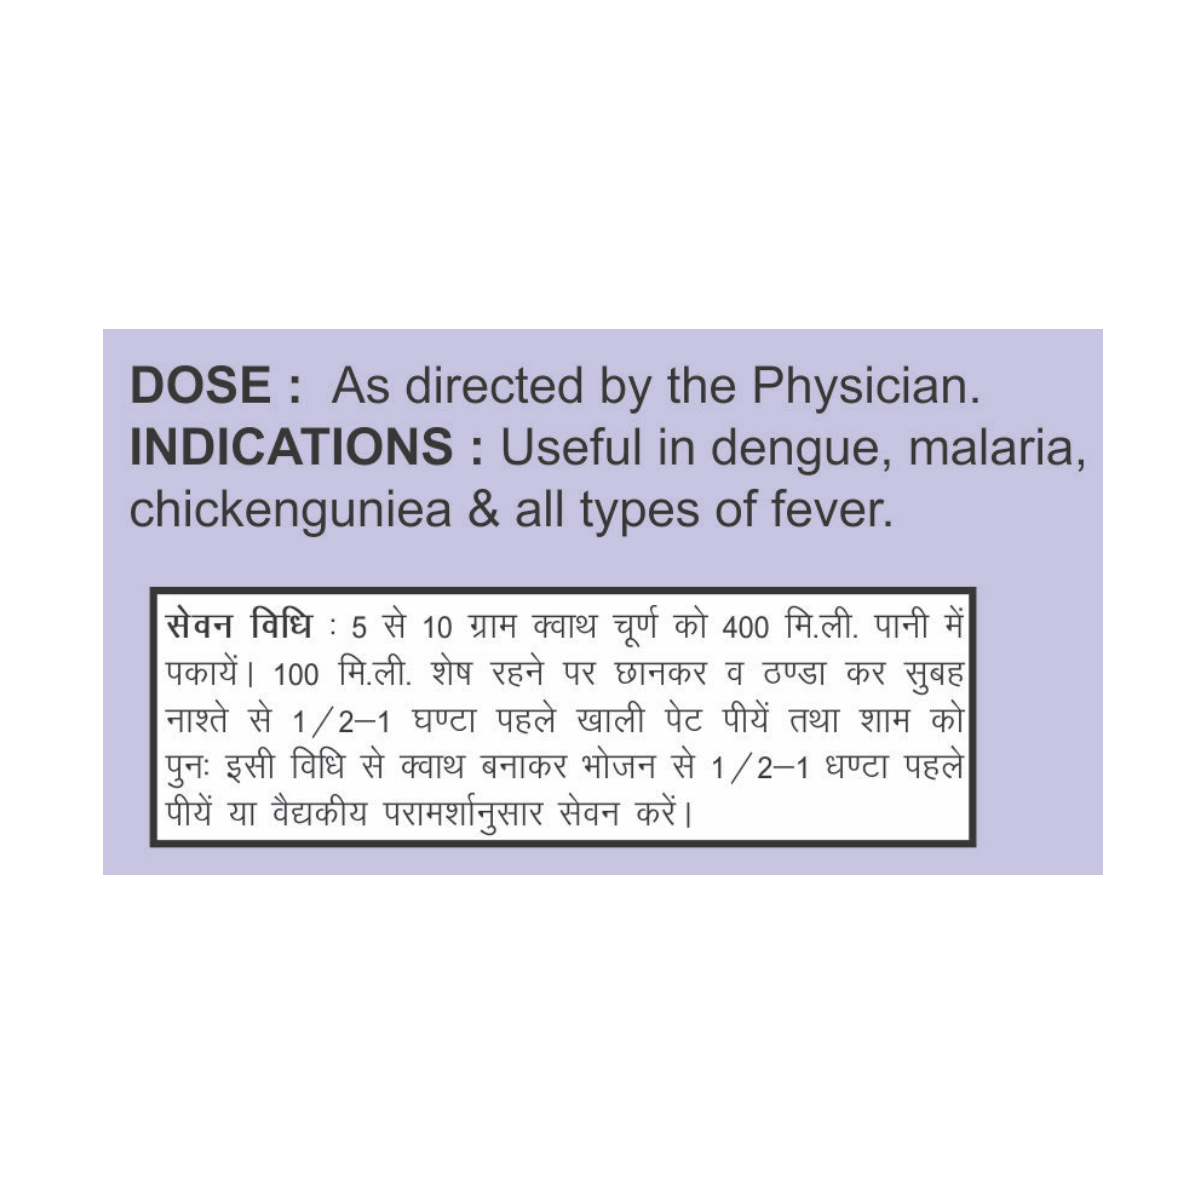 DOSE : As directed by the Physician.
INDICATIONS : Useful in dengue, malaria,
chickenguniea & all types of fever.
सेवन विधि : 5 से 10 ग्राम क्वाथ चूर्ण को 400 मि.ली. पानी में
पकायें। 100 मि.ली. शेष रहने पर छानकर व ठण्डा कर सुबह
नाश्ते से 1/2–1 घण्टा पहले खाली पेट पीयें तथा शाम को
पुनः इसी विधि से क्वाथ बनाकर भोजन से 1/2–1 धण्टा पहले
पीयें या वैद्यकीय परामर्शानुसार सेवन करें।